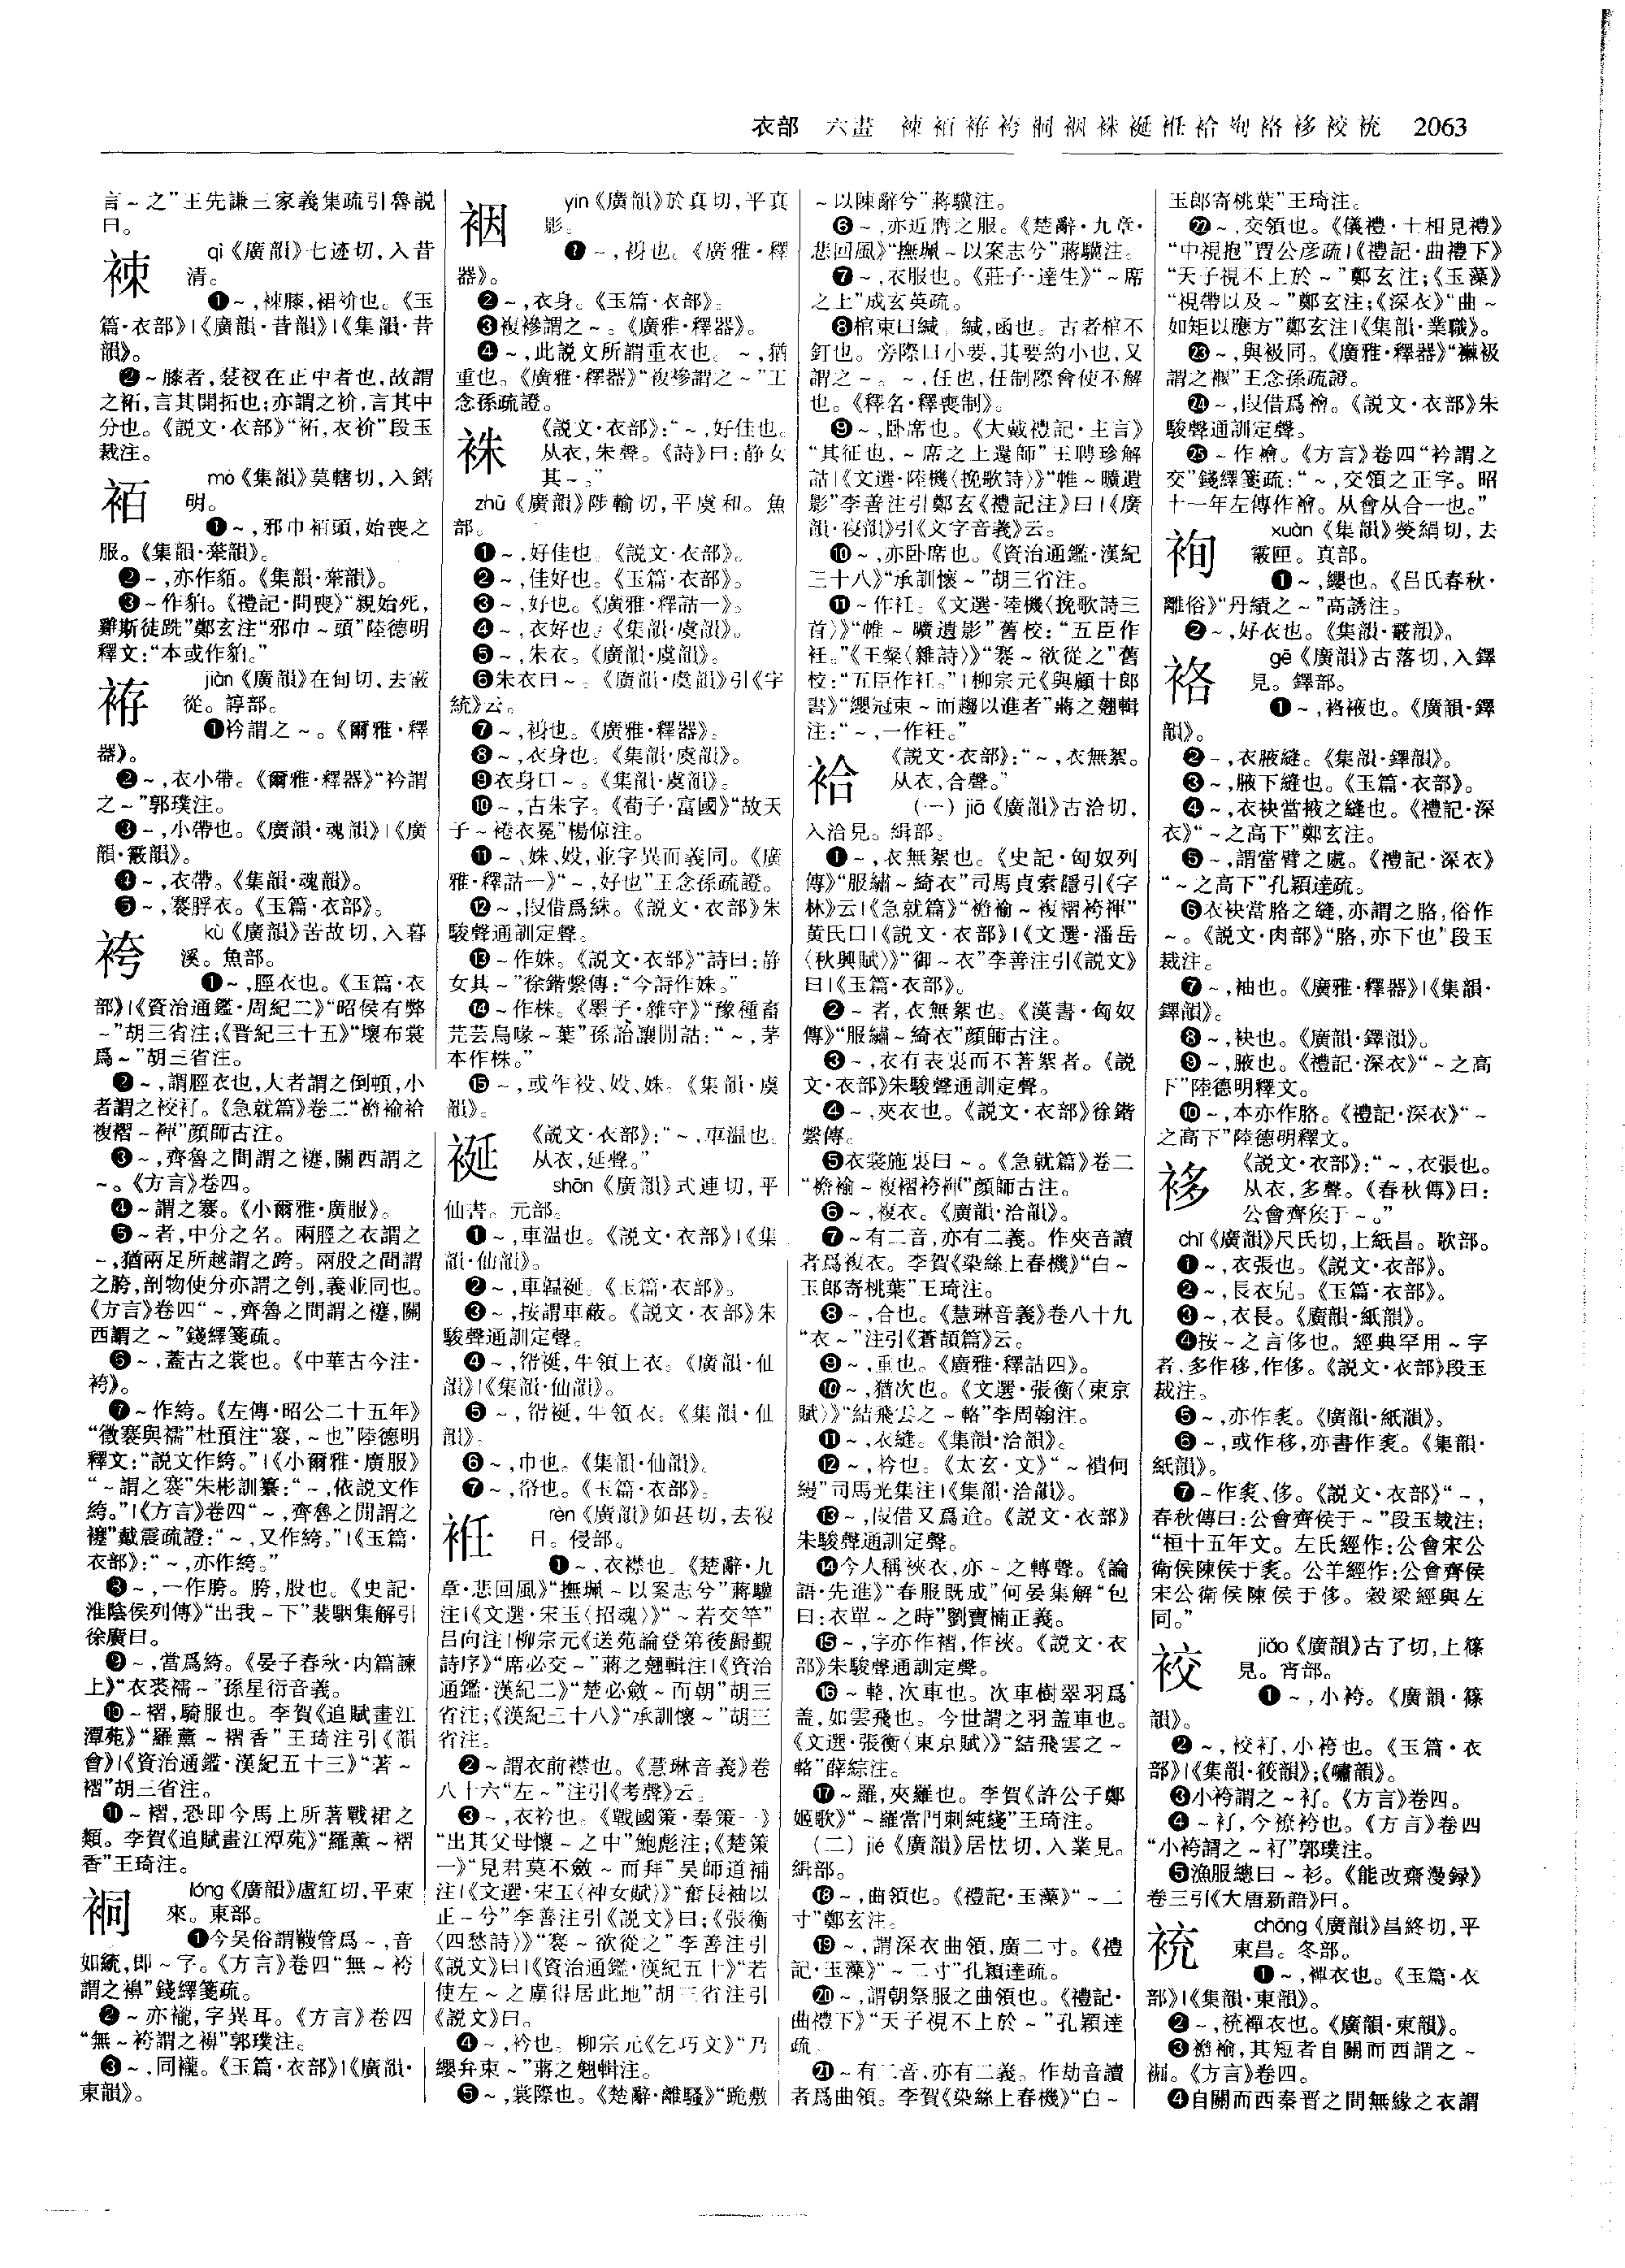 衣部　六畫　裓袹袸袴裥裀袾裧袵袷袧袼袳袶統　2063
言～之”王先謙三家義集疏引魯説
曰。
qì《廣韻》七迹切，入昔
清。
❶～，裓膝，裙衸也。《玉
篇·衣部》|《廣韻·昔韻》|《集韻·昔
韻》。
❷～膝者，裻衩在正中者也，故謂
之袥，言其開拓也；亦謂之衸，言其中
分也。《説文·衣部》“袥，衣衸”段玉
裁注。
袹
mò《集韻》莫轄切，入鎋
明。
❶～，邪巾袹頭，始喪之
服。《集韻·㭒韻》。
❷～，亦作貊。《集韻·㭒韻》。
❸～作貊。《禮記·問喪》“親始死，
雞斯徒跣”鄭玄注“邪巾～頭”陸德明
釋文：“本或作貊。”
袸
jiàn《廣韻》在甸切，去霰
從。諄部。
❶衿謂之～。《爾雅·釋
器》。
❷～，衣小帶。《爾雅·釋器》“衿謂
之～”郭璞注。
❸～，小帶也。《廣韻·魂韻》|《廣
韻·霰韻》。
❹～，衣帶。《集韻·魂韻》。
❺～，褰脬衣。《玉篇·衣部》。
袴
kù《廣韻》苦故切，入暮
溪。魚部。
❶～，脛衣也。《玉篇·衣
部》|《資治通鑑·周紀二》“昭侯有弊
～”胡三省注；《晋紀三十五》“壞布裳
爲～”胡三省注。
❷～，謂脛衣也，大者謂之倒頓，小
者謂之㡓䘫。《急就篇》卷二“襜褕袷
複褶～褌”顔師古注。
❸～，齊魯之間謂之䙭，關西謂之
～。《方言》卷四。
❹～謂之褰。《小爾雅·廣服》。
❺～者，中分之名。兩脛之衣謂之
～，猶兩足所越謂之跨。兩股之間謂
之胯，剖物使分亦謂之刳，義並同也。
《方言》卷四“～，齊魯之間謂之䙭，關
西謂之～”錢繹箋疏。
❻～，蓋古之裳也。《中華古今注·
袴》。
❼～作絝。《左傳·昭公二十五年》
“徵褰與襦”杜預注“褰，～也”陸德明
釋文：“説文作絝。”|《小爾雅·廣服》
“～謂之褰”朱彬訓纂：“～，依説文作
絝。”|《方言》卷四“～，齊魯之間謂之
䙭”戴震疏證：“～，又作絝。”|《玉篇·
衣部》：“～，亦作絝。”
❽～，一作胯。胯，股也。《史記·
淮陰侯列傳》“出我～下”裴駰集解引
徐廣曰。
❾～，當爲絝。《晏子春秋·内篇諫
上》“衣裘襦～”孫星衍音義。
❿～褶，騎服也。李賀《追賦畫江
潭苑》“羅薰～褶香”王琦注引《韻
會》|《資治通鑑·漢紀五十三》“著～
褶”胡三省注。
⓫～褶，恐即今馬上所著戰裙之
類。李賀《追賦畫江潭苑》“羅薰～褶
香”王琦注。
lóng《廣韻》盧紅切，平東
來。東部。
❶今吴俗謂韈管爲～，音
如統，即～字。《方言》卷四“無～袴
謂之襣”錢繹箋疏。
❷～亦襱，字異耳。《方言》卷四
“無～袴謂之襣”郭璞注。
❸～，同襱。《玉篇·衣部》|《廣韻·
東韻》。
裀
yīn《廣韻》於真切，平真
影。
❶～，裑也。《廣雅·釋
器》。
❷～，衣身。《玉篇·衣部》。
❸複襂謂之～。《廣雅·釋器》。
❹～，此説文所謂重衣也。～，猶
重也。《廣雅·釋器》“複襂謂之～”王
念孫疏證。
袾
《説文·衣部》：“～，好佳也。
从衣，朱聲。《詩》曰：静女
其～。”
zhū《廣韻》陟輸切，平虞知。魚
部。
❶～，好佳也。《説文·衣部》。
❷～，佳好也。《玉篇·衣部》。
❸～，好也。《廣雅·釋詁一》。
❹～，衣好也。《集韻·虞韻》。
❺～，朱衣。《廣韻·虞韻》。
❻朱衣曰～。《廣韻·虞韻》引《字
統》云。
❼～，裑也。《廣雅·釋器》。
❽～，衣身也。《集韻·虞韻》。
❾衣身曰～。《集韻·虞韻》。
❿～，古朱字。《荀子·富國》“故天
子～裷衣冕”楊倞注。
⓫～、姝、㛂，並字異而義同。《廣
雅·釋詁一》“～，好也”王念孫疏證。
⓬～，叚借爲絑。《説文·衣部》朱
駿聲通訓定聲。
⓭～作姝。《説文·衣部》“詩曰：静
女其～”徐鍇繫傳：“今詩作姝。”
⓮～作株。《墨子·雜守》“豫種畜
芫芸烏喙～葉”孫詒讓閒詁：“～，茅
本作株。”
⓯～，或作祋、㛂、姝。《集韻·虞
韻》。
《説文·衣部》：“～，車温也。
从衣，延聲。”
shān《廣韻》式連切，平
仙書。元部。
❶～，車温也。《説文·衣部》|《集
韻·仙韻》。
❷～，車韞裧。《玉篇·衣部》。
❸～，按謂車蔽。《説文·衣部》朱
駿聲通訓定聲。
❹～，㡋裧，牛領上衣。《廣韻·仙
韻》|《集韻·仙韻》。
❺～，㡋裧，牛領衣。《集韻·仙
韻》。
❻～，巾也。《集韻·仙韻》。
❼～，帤也。《玉篇·衣部》。
袵
rèn《廣韻》如甚切，去寑
日。侵部。
❶～，衣襟也。《楚辭·九
章·悲回風》“撫珮～以案志兮”蔣驥
注|《文選·宋玉〈招魂〉》“～若交竿”
吕向注|柳宗元《送苑論登第後歸覲
詩序》“席必交～”蔣之翹輯注|《資治
通鑑·漢紀二》“楚必斂～而朝”胡三
省注；《漢紀三十八》“承訓懷～”胡三
省注。
❷～謂衣前襟也。《慧琳音義》卷
八十六“左～”注引《考聲》云。
❸～，衣衿也。《戰國策·秦策一》
“出其父母懷～之中”鮑彪注；《楚策
一》“見君莫不斂～而拜”吴師道補
注|《文選·宋玉〈神女賦〉》“奮長袖以
正～兮”李善注引《説文》曰；《張衡
〈四愁詩〉》“褰～欲從之”李善注引
《説文》曰|《資治通鑑·漢紀五十》“若
使左～之虜得居此地”胡三省注引
《説文》曰。
❹～，衿也。柳宗元《乞巧文》“乃
纓弁束～”蔣之翹輯注。
❺～，裳際也。《楚辭·離騷》“跪敷
～以陳辭兮”蔣驥注。
❻～，亦近膺之服。《楚辭·九章·
悲回風》“撫珮～以案志兮”蔣驥注。
❼～，衣服也。《莊子·達生》“～席
之上”成玄英疏。
❽棺束曰緘。緘，函也。古者棺不
釘也。旁際曰小要，其要約小也，又
謂之～。～，任也，任制際會使不解
也。《釋名·釋喪制》。
❾～，卧席也。《大戴禮記·主言》
“其征也，～席之上還師”王聘珍解
詁|《文選·陸機〈挽歌詩〉》“帷～曠遺
影”李善注引鄭玄《禮記注》曰|《廣
韻·寑韻》引《文字音義》云。
❿～，亦卧席也。《資治通鑑·漢紀
三十八》“承訓懷～”胡三省注。
⓫～作衽。《文選·陸機〈挽歌詩三
首〉》“帷～曠遺影”舊校：“五臣作
衽。”《王粲〈雜詩〉》“褰～欲從之”舊
校：“五臣作衽。”|柳宗元《與顧十郎
書》“纓冠束～而趨以進者”蔣之翹輯
注：“～，一作衽。”
袷
《説文·衣部》：“～，衣無絮。
从衣，合聲。”
（一）jiā《廣韻》古洽切，
入洽見。緝部。
❶～，衣無絮也。《史記·匈奴列
傳》“服繡～綺衣”司馬貞索隱引《字
林》云|《急就篇》“襜褕～複褶袴褌”
黄氏曰|《説文·衣部》|《文選·潘岳
〈秋興賦〉》“御～衣”李善注引《説文》
曰|《玉篇·衣部》。
❷～者，衣無絮也。《漢書·匈奴
傳》“服繡～綺衣”顔師古注。
❸～，衣有表裏而不著絮者。《説
文·衣部》朱駿聲通訓定聲。
❹～，夾衣也。《説文·衣部》徐鍇
繫傳。
❺衣裳施裏曰～。《急就篇》卷二
“襜褕～複褶袴褌”顔師古注。
❻～，複衣。《廣韻·洽韻》。
❼～有二音，亦有二義。作夾音讀
者爲複衣。李賀《染絲上春機》“白～
玉郎寄桃葉”王琦注。
❽～，合也。《慧琳音義》卷八十九
“衣～”注引《蒼頡篇》云。
❾～，重也。《廣雅·釋詁四》。
❿～，猶次也。《文選·張衡〈東京
賦〉》“結飛雲之～輅”李周翰注。
⓫～，衣縫。《集韻·洽韻》。
⓬～，衿也。《太玄·文》“～襀何
縵”司馬光集注|《集韻·洽韻》。
⓭～，叚借又爲迨。《説文·衣部》
朱駿聲通訓定聲。
⓮今人稱裌衣，亦～之轉聲。《論
語·先進》“春服既成”何晏集解“包
曰：衣單～之時”劉寶楠正義。
⓯～，字亦作褶，作裌。《説文·衣
部》朱駿聲通訓定聲。
⓰～輅，次車也。次車樹翠羽爲
蓋，如雲飛也。今世謂之羽蓋車也。
《文選·張衡〈東京賦〉》“結飛雲之～
輅”薛綜注。
⓱～羅，夾羅也。李賀《許公子鄭
姬歌》“～羅當門刺純綫”王琦注。
（二）jié《廣韻》居怯切，入業見。
緝部。
⓲～，曲領也。《禮記·玉藻》“～二
寸”鄭玄注。
⓳～，謂深衣曲領，廣二寸。《禮
記·玉藻》“～二寸”孔穎達疏。
⓴～，謂朝祭服之曲領也。《禮記·
曲禮下》“天子視不上於～”孔穎達
疏。
㉑～有二音，亦有二義。作劫音讀
者爲曲領。李賀《染絲上春機》“白～
玉郎寄桃葉”王琦注。
㉒～，交領也。《儀禮·士相見禮》
“中視抱”賈公彦疏|《禮記·曲禮下》
“天子視不上於～”鄭玄注；《玉藻》
“視帶以及～”鄭玄注；《深衣》“曲～
如矩以應方”鄭玄注|《集韻·業韻》。
㉓～，與衱同。《廣雅·釋器》“襋衱
謂之褗”王念孫疏證。
㉔～，叚借爲襘。《説文·衣部》朱
駿聲通訓定聲。
㉕～作襘。《方言》卷四“衿謂之
交”錢繹箋疏：“～，交領之正字。昭
十一年左傳作襘。从會从合一也。”
袧
xuàn《集韻》熒絹切，去
霰匣。真部。
❶～，纓也。《吕氏春秋·
離俗》“丹績之～”高誘注。
❷～，好衣也。《集韻·霰韻》。
袼
gē《廣韻》古落切，入鐸
見。鐸部。
❶～，袼袯也。《廣韻·鐸
韻》。
❷～，衣腋縫。《集韻·鐸韻》。
❸～，腋下縫也。《玉篇·衣部》。
❹～，衣袂當掖之縫也。《禮記·深
衣》“～之高下”鄭玄注。
❺～，謂當臂之處。《禮記·深衣》
“～之高下”孔穎達疏。
❻衣袂當胳之縫，亦謂之胳，俗作
～。《説文·肉部》“胳，亦下也”段玉
裁注。
❼～，袖也。《廣雅·釋器》|《集韻·
鐸韻》。
❽～，袂也。《廣韻·鐸韻》。
❾～，腋也。《禮記·深衣》“～之高
下”陸德明釋文。
❿～，本亦作胳。《禮記·深衣》“～
之高下”陸德明釋文。
袳
《説文·衣部》：“～，衣張也。
从衣，多聲。《春秋傳》曰：
公會齊侯于～。”
chǐ《廣韻》尺氏切，上紙昌。歌部。
❶～，衣張也。《説文·衣部》。
❷～，長衣皃。《玉篇·衣部》。
❸～，衣長。《廣韻·紙韻》。
❹按～之言侈也。經典罕用～字
者，多作移，作侈。《説文·衣部》段玉
裁注。
❺～，亦作袲。《廣韻·紙韻》。
❻～，或作移，亦書作袲。《集韻·
紙韻》。
❼～作袲、侈。《説文·衣部》“～，
春秋傳曰：公會齊侯于～”段玉裁注：
“桓十五年文。左氏經作：公會宋公
衛侯陳侯于袲。公羊經作：公會齊侯
宋公衛侯陳侯于侈。穀梁經與左
同。”
jiǎo《廣韻》古了切，上篠
見。宵部。
❶～，小袴。《廣韻·篠
韻》。
❷～，㡓䘫，小袴也。《玉篇·衣
部》|《集韻·筱韻》；《嘯韻》。
❸小袴謂之～䘫。《方言》卷四。
❹～䘫，今繚袴也。《方言》卷四
“小袴謂之～䘫”郭璞注。
❺漁服總曰～衫。《能改齋漫録》
卷三引《大唐新語》曰。
chōng《廣韻》昌終切，平
東昌。冬部。
❶～，襌衣也。《玉篇·衣
部》|《集韻·東韻》。
❷～，裗襌衣也。《廣韻·東韻》。
❸襜褕，其短者自關而西謂之～
䘿。《方言》卷四。
❹自關而西秦晋之間無緣之衣謂